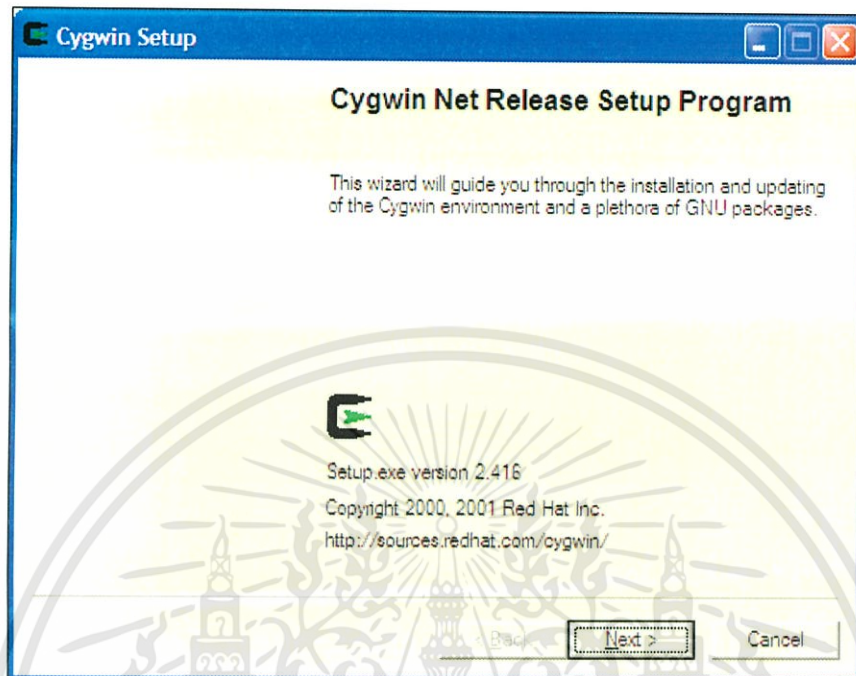 Cygwin Setup
Cygwin Net Release Setup Program
This wizard will guide you through the installation and updating
of the Cygwin environment and a plethora of GNU packages.
Setup.exe version 2.416
Copyright 2000, 2001 Red Hat Inc.
http://sources.redhat.com/cygwin/
< Back
Next >
Cancel